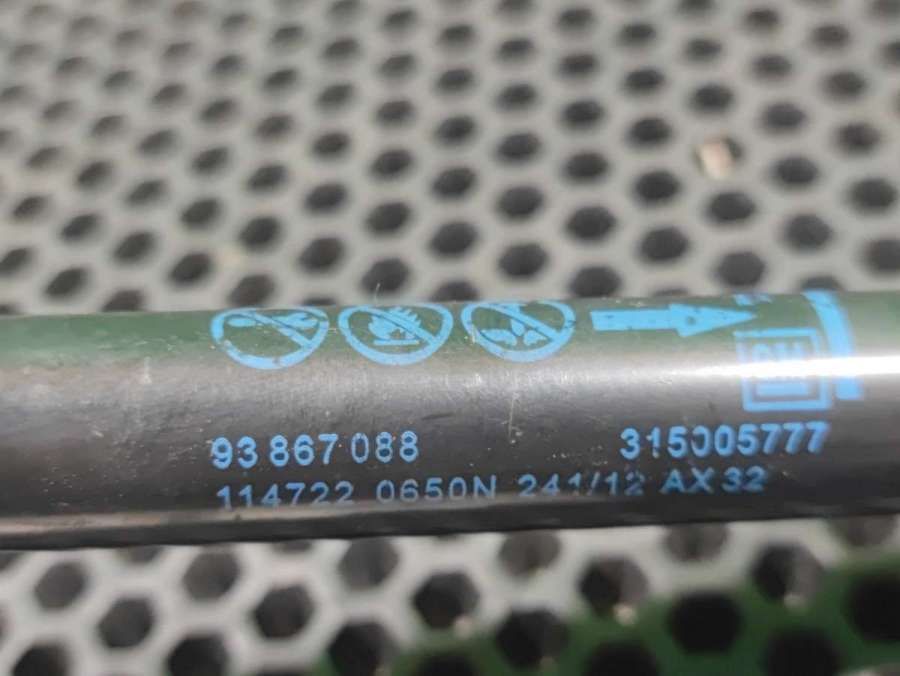 93 867 088 315005777
114722 0650N 241/12 AX 32